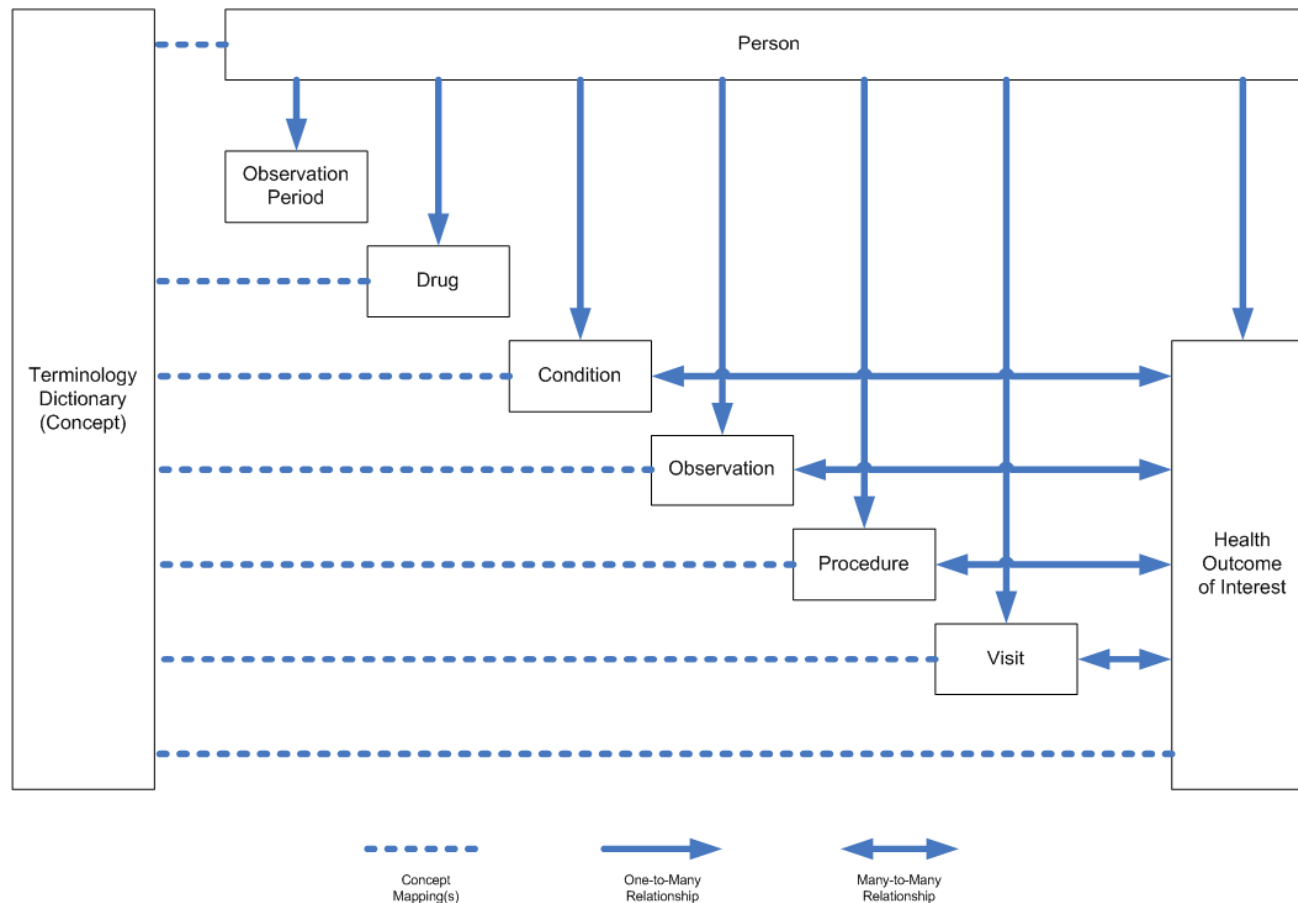 Person
Observation
Period
Drug
Terminology
Dictionary
(Concept)
Condition
Observation
Procedure
Health
Outcome
of Interest
Visit
Concept
Mapping(s)
One-to-Many
Relationship
Many-to-Many
Relationship